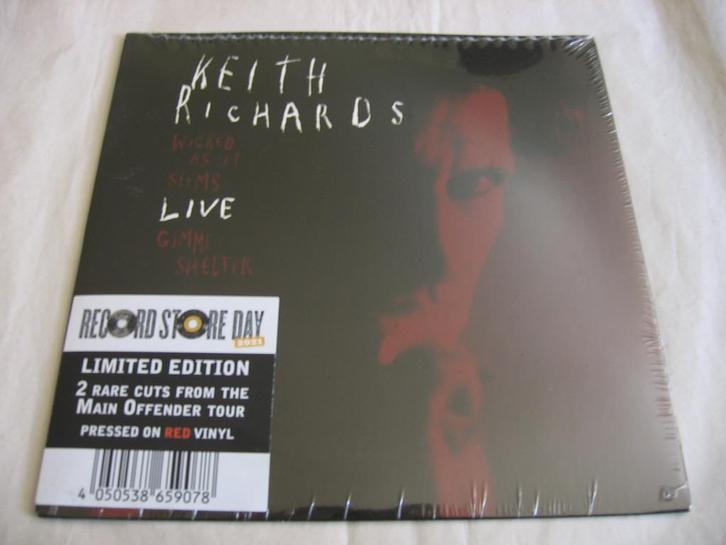 KEITH
RICHARDS
WICKED
AS IT
SEEMS
LIVE
GIMME
SHELTER
RECORD STORE DAY
2021
LIMITED EDITION
2 RARE CUTS FROM THE
MAIN OFFENDER TOUR
PRESSED ON RED VINYL
4 050538 659078